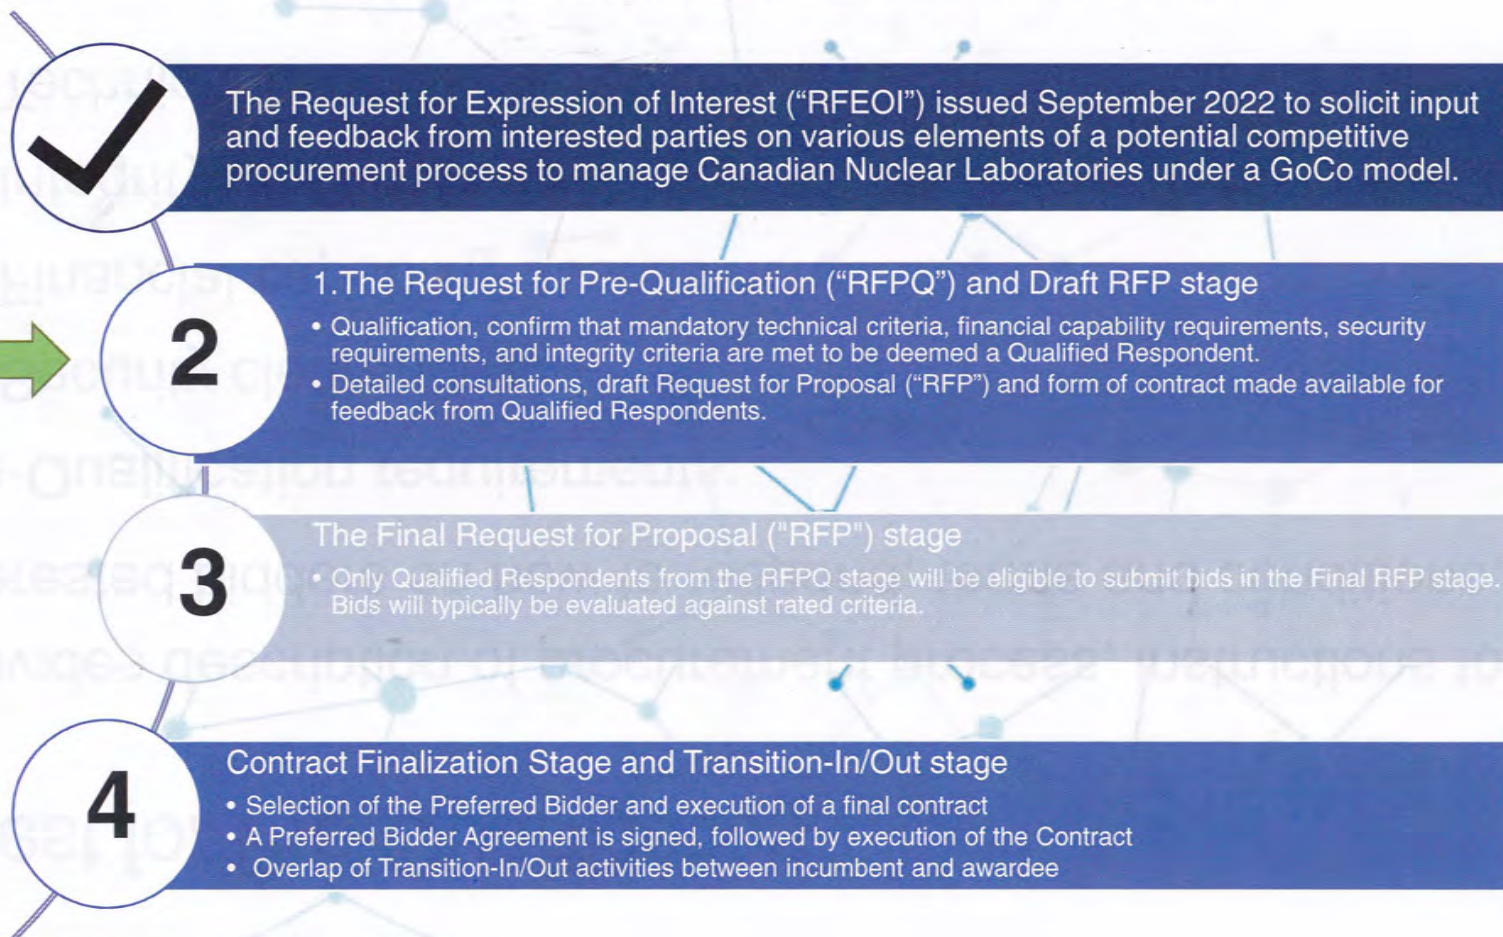 The Request for Expression of Interest (“RFEOI”) issued September 2022 to solicit input
and feedback from interested parties on various elements of a potential competitive
procurement process to manage Canadian Nuclear Laboratories under a GoCo model.
2
1.The Request for Pre-Qualification (“RFPQ”) and Draft RFP stage
• Qualification, confirm that mandatory technical criteria, financial capability requirements, security
requirements, and integrity criteria are met to be deemed a Qualified Respondent.
• Detailed consultations, draft Request for Proposal (“RFP”) and form of contract made available for
feedback from Qualified Respondents.
3
The Final Request for Proposal ("RFP") stage
• Only Qualified Respondents from the RFPQ stage will be eligible to submit bids in the Final RFP stage.
Bids will typically be evaluated against rated criteria.
4
Contract Finalization Stage and Transition-In/Out stage
• Selection of the Preferred Bidder and execution of a final contract
• A Preferred Bidder Agreement is signed, followed by execution of the Contract
• Overlap of Transition-In/Out activities between incumbent and awardee